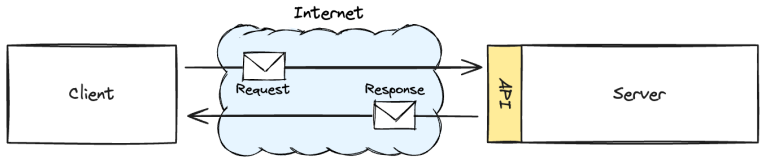 Internet
Client
Request
Response
API
Server